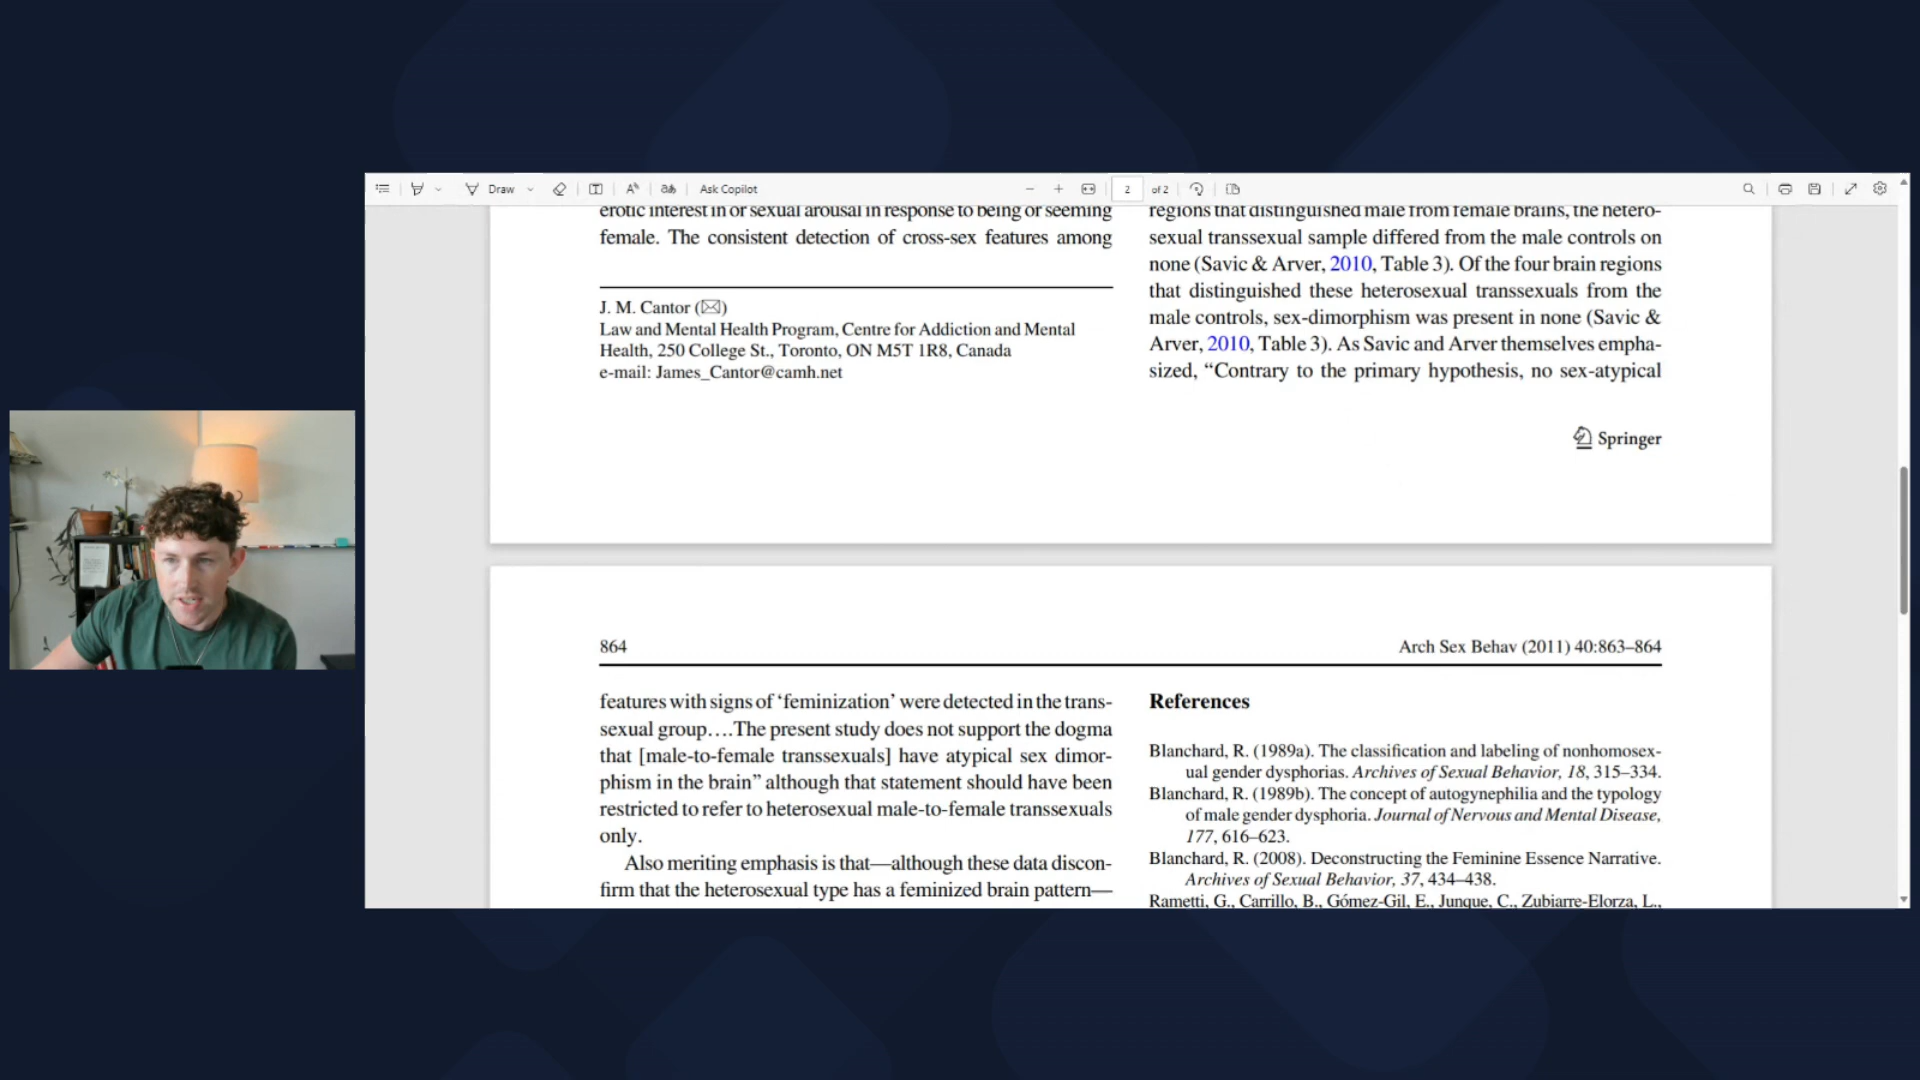 Draw
Ask Copilot
2
of 2
erotic interest in or sexual arousal in response to being or seeming
female. The consistent detection of cross-sex features among
J. M. Cantor (✉)
Law and Mental Health Program, Centre for Addiction and Mental
Health, 250 College St., Toronto, ON M5T 1R8, Canada
e-mail: James_Cantor@camh.net
regions that distinguished male from female brains, the hetero-
sexual transsexual sample differed from the male controls on
none (Savic & Arver, 2010, Table 3). Of the four brain regions
that distinguished these heterosexual transsexuals from the
male controls, sex-dimorphism was present in none (Savic &
Arver, 2010, Table 3). As Savic and Arver themselves empha-
sized, “Contrary to the primary hypothesis, no sex-atypical
Springer
864
Arch Sex Behav (2011) 40:863–864
features with signs of ‘feminization’ were detected in the trans-
sexual group….The present study does not support the dogma
that [male-to-female transsexuals] have atypical sex dimor-
phism in the brain” although that statement should have been
restricted to refer to heterosexual male-to-female transsexuals
only.
Also meriting emphasis is that—although these data discon-
firm that the heterosexual type has a feminized brain pattern—
References
Blanchard, R. (1989a). The classification and labeling of nonhomosex-
ual gender dysphorias. Archives of Sexual Behavior, 18, 315–334.
Blanchard, R. (1989b). The concept of autogynephilia and the typology
of male gender dysphoria. Journal of Nervous and Mental Disease,
177, 616–623.
Blanchard, R. (2008). Deconstructing the Feminine Essence Narrative.
Archives of Sexual Behavior, 37, 434–438.
Rametti, G., Carrillo, B., Gómez-Gil, E., Junque, C., Zubiarre-Elorza, L.,